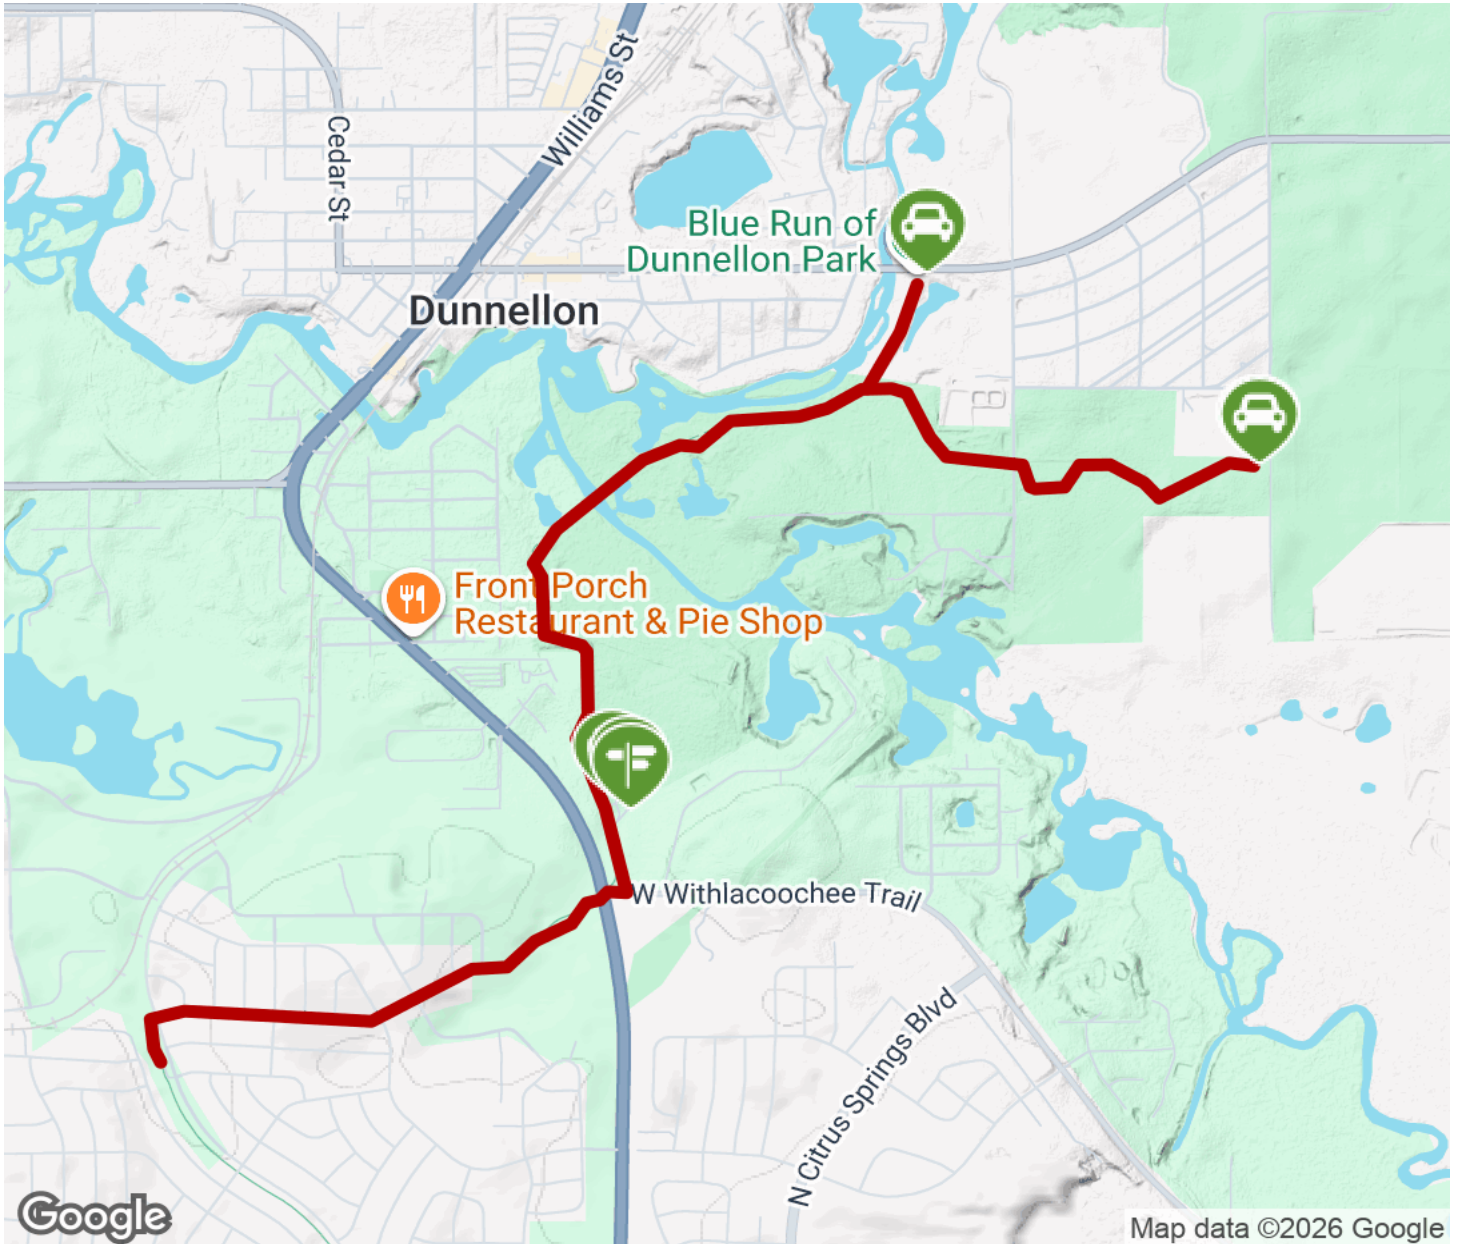 Williams St
Cedar St
Blue Run of
Dunnellon Park
Dunnellon
Front Porch
Restaurant & Pie Shop
W Withlacoochee Trail
N Citrus Springs Blvd
Google
Map data ©2026 Google